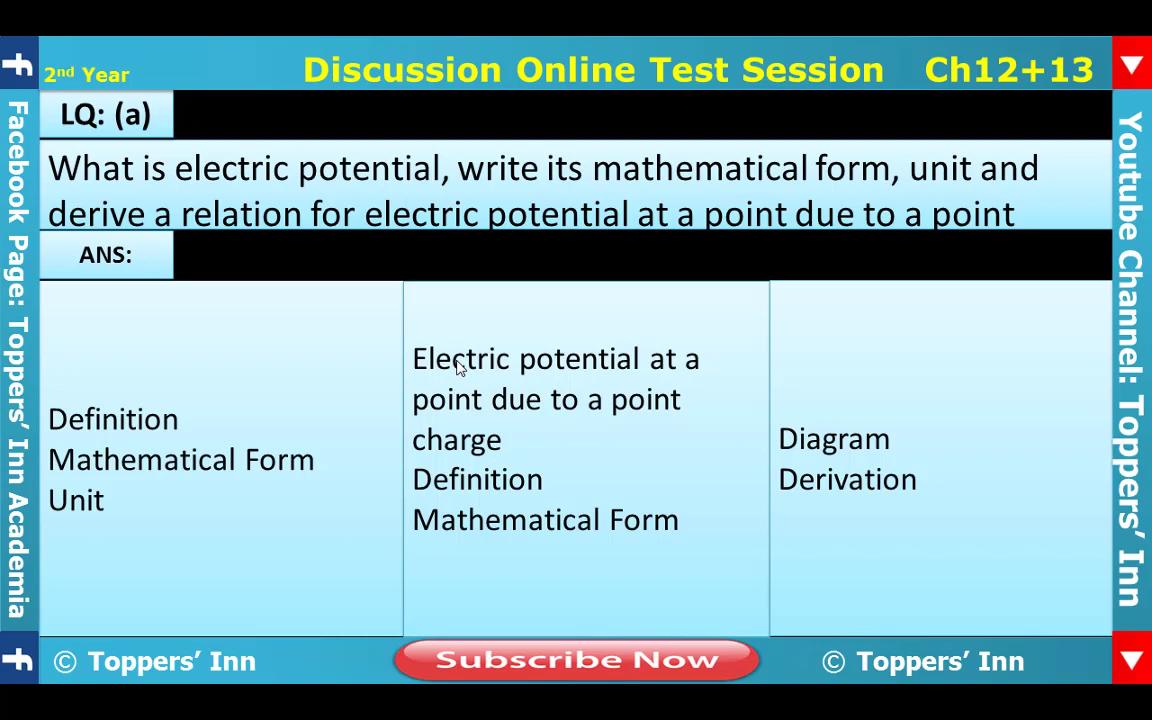 2nd Year
Discussion Online Test Session Ch12+13
LQ: (a)
What is electric potential, write its mathematical form, unit and
derive a relation for electric potential at a point due to a point
ANS:
Definition
Mathematical Form
Unit
Electric potential at a
point due to a point
charge
Definition
Mathematical Form
Diagram
Derivation
Facebook Page: Toppers’ Inn Academia
Youtube Channel: Toppers’ Inn
© Toppers’ Inn
Subscribe Now
© Toppers’ Inn